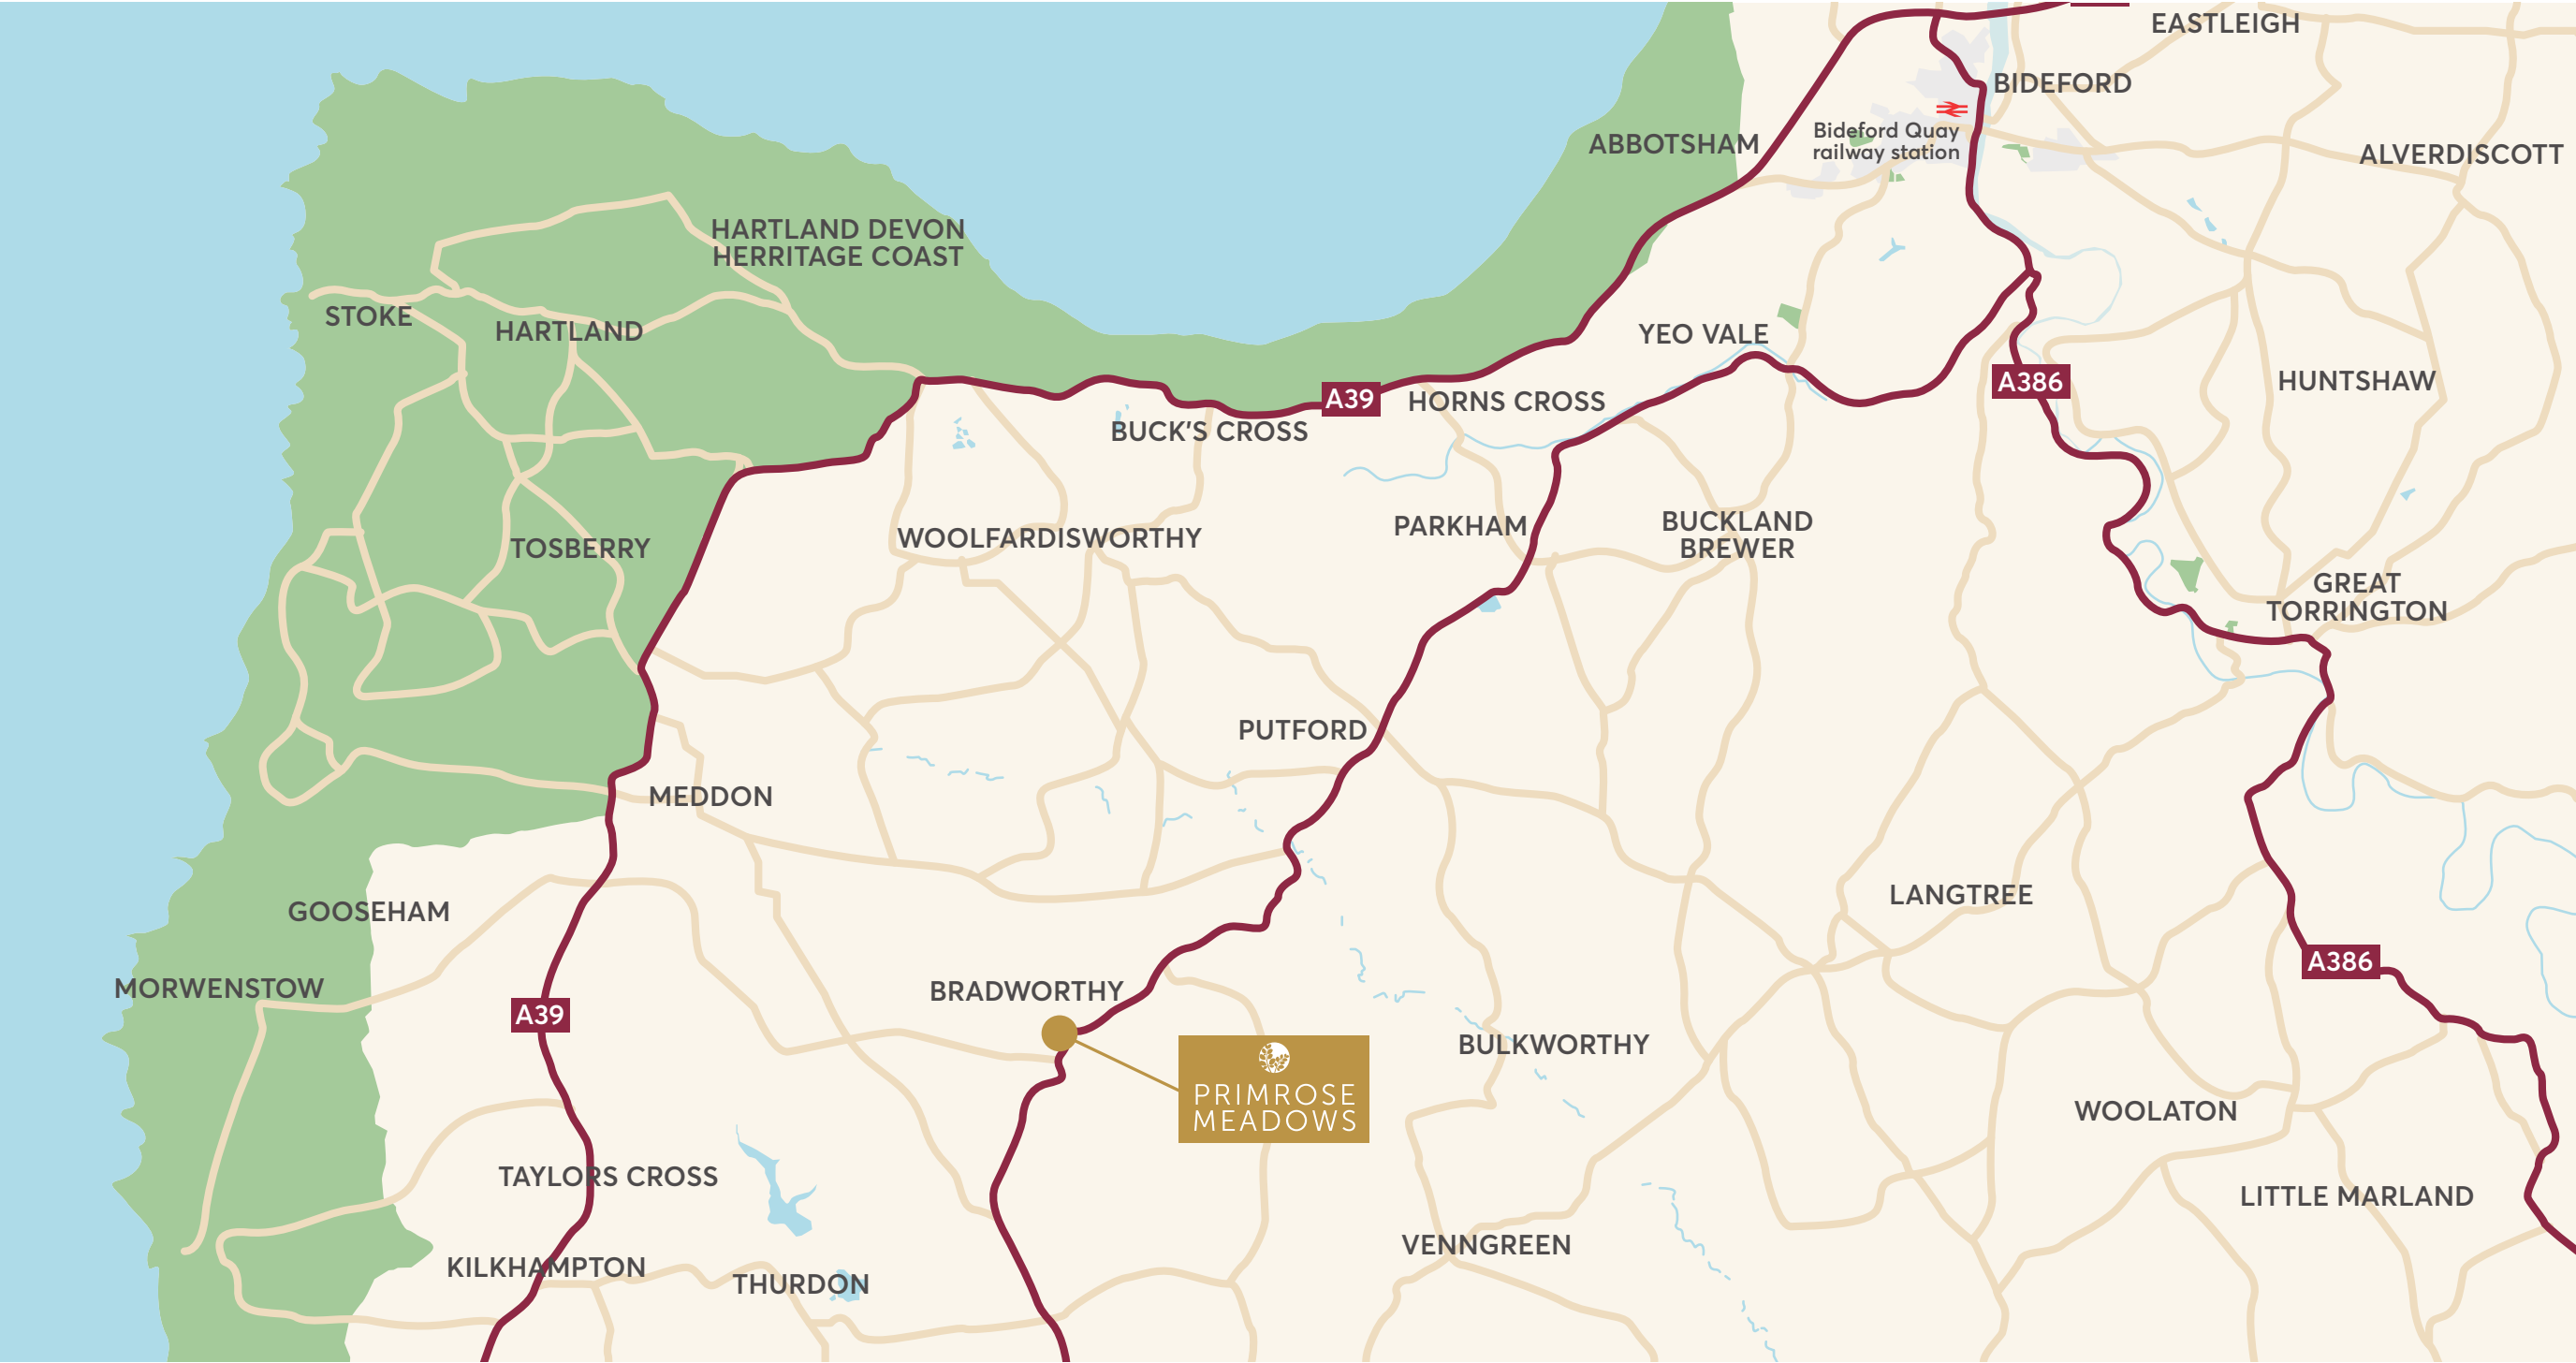 EASTLEIGH
BIDEFORD
Bideford Quay
railway station
ABBOTSHAM
ALVERDISCOTT
HARTLAND DEVON
HERRITAGE COAST
STOKE
HARTLAND
YEO VALE
A386
HUNTSHAW
A39
HORNS CROSS
BUCK'S CROSS
WOOLFARDISWORTHY
PARKHAM
BUCKLAND
BREWER
TOSBERRY
GREAT
TORRINGTON
PUTFORD
MEDDON
LANGTREE
GOOSEHAM
A386
MORWENSTOW
BRADWORTHY
A39
BULKWORTHY
PRIMROSE
MEADOWS
WOOLATON
TAYLORS CROSS
LITTLE MARLAND
VENNGREEN
KILKHAMPTON
THURDON